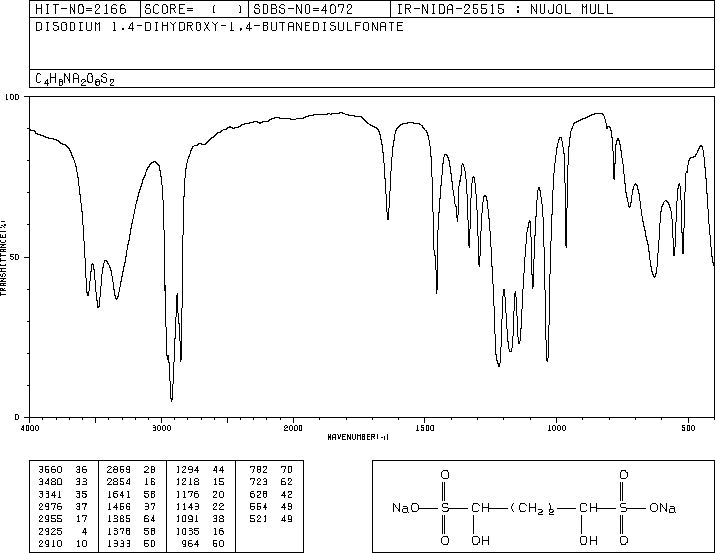 HIT-NO=2166 SCORE= ( ) SDBS-NO=4072 IR-NIDA-25515 : NUJOL MULL
DISODIUM 1,4-DIHYDROXY-1,4-BUTANEDISULFONATE
C4H8NA2O8S2
100
50
0
TRANSMITTANCE(%)
4000 3000 2000 1500 1000 500
WAVENUMBER(-1)
3560 36 2869 28 1294 44 782 70
3480 33 2854 16 1218 15 723 62
3341 35 1641 58 1176 20 628 42
2976 37 1456 37 1143 22 554 49
2955 17 1385 64 1091 38 521 49
2925 4 1378 58 1035 16
2910 10 1333 50 964 50
O O
NaO S CH (CH2)2 CH S ONa
O OH OH O